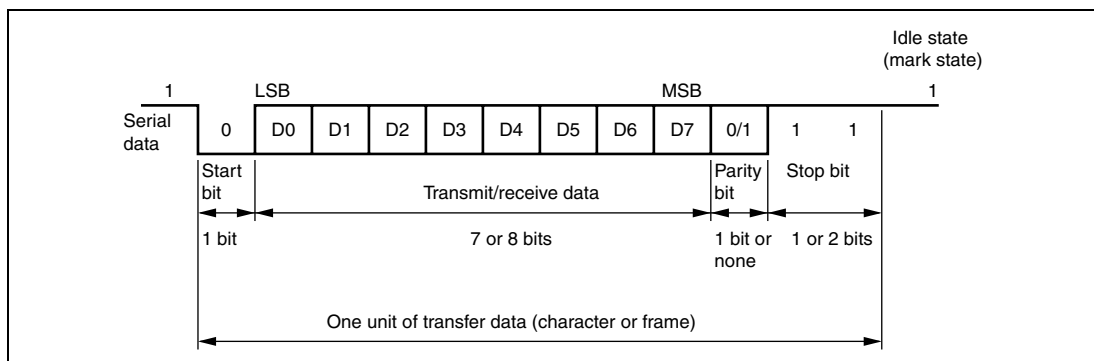 Idle state
(mark state)
1 LSB MSB 1
Serial
data
0 D0 D1 D2 D3 D4 D5 D6 D7 0/1 1 1
Start
bit
Transmit/receive data
Parity
bit
Stop bit
1 bit
7 or 8 bits
1 bit or
none
1 or 2 bits
One unit of transfer data (character or frame)